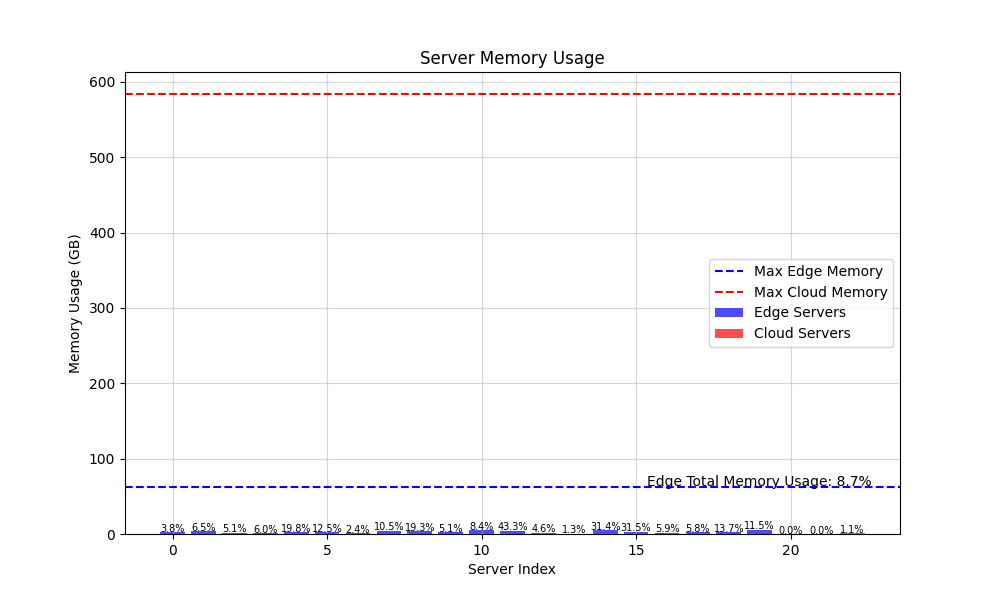 Server Memory Usage
600
500
400
300
200
100
0
Memory Usage (GB)
Max Edge Memory
Max Cloud Memory
Edge Servers
Cloud Servers
Edge Total Memory Usage: 8.7%
3.8% 6.5% 5.1% 6.0% 19.8% 12.5% 2.4% 10.5% 19.3% 5.1% 8.4% 43.3% 4.6% 1.3% 31.4% 31.5% 5.9% 5.8% 13.7% 11.5% 0.0% 0.0% 1.1%
0 5 10 15 20
Server Index